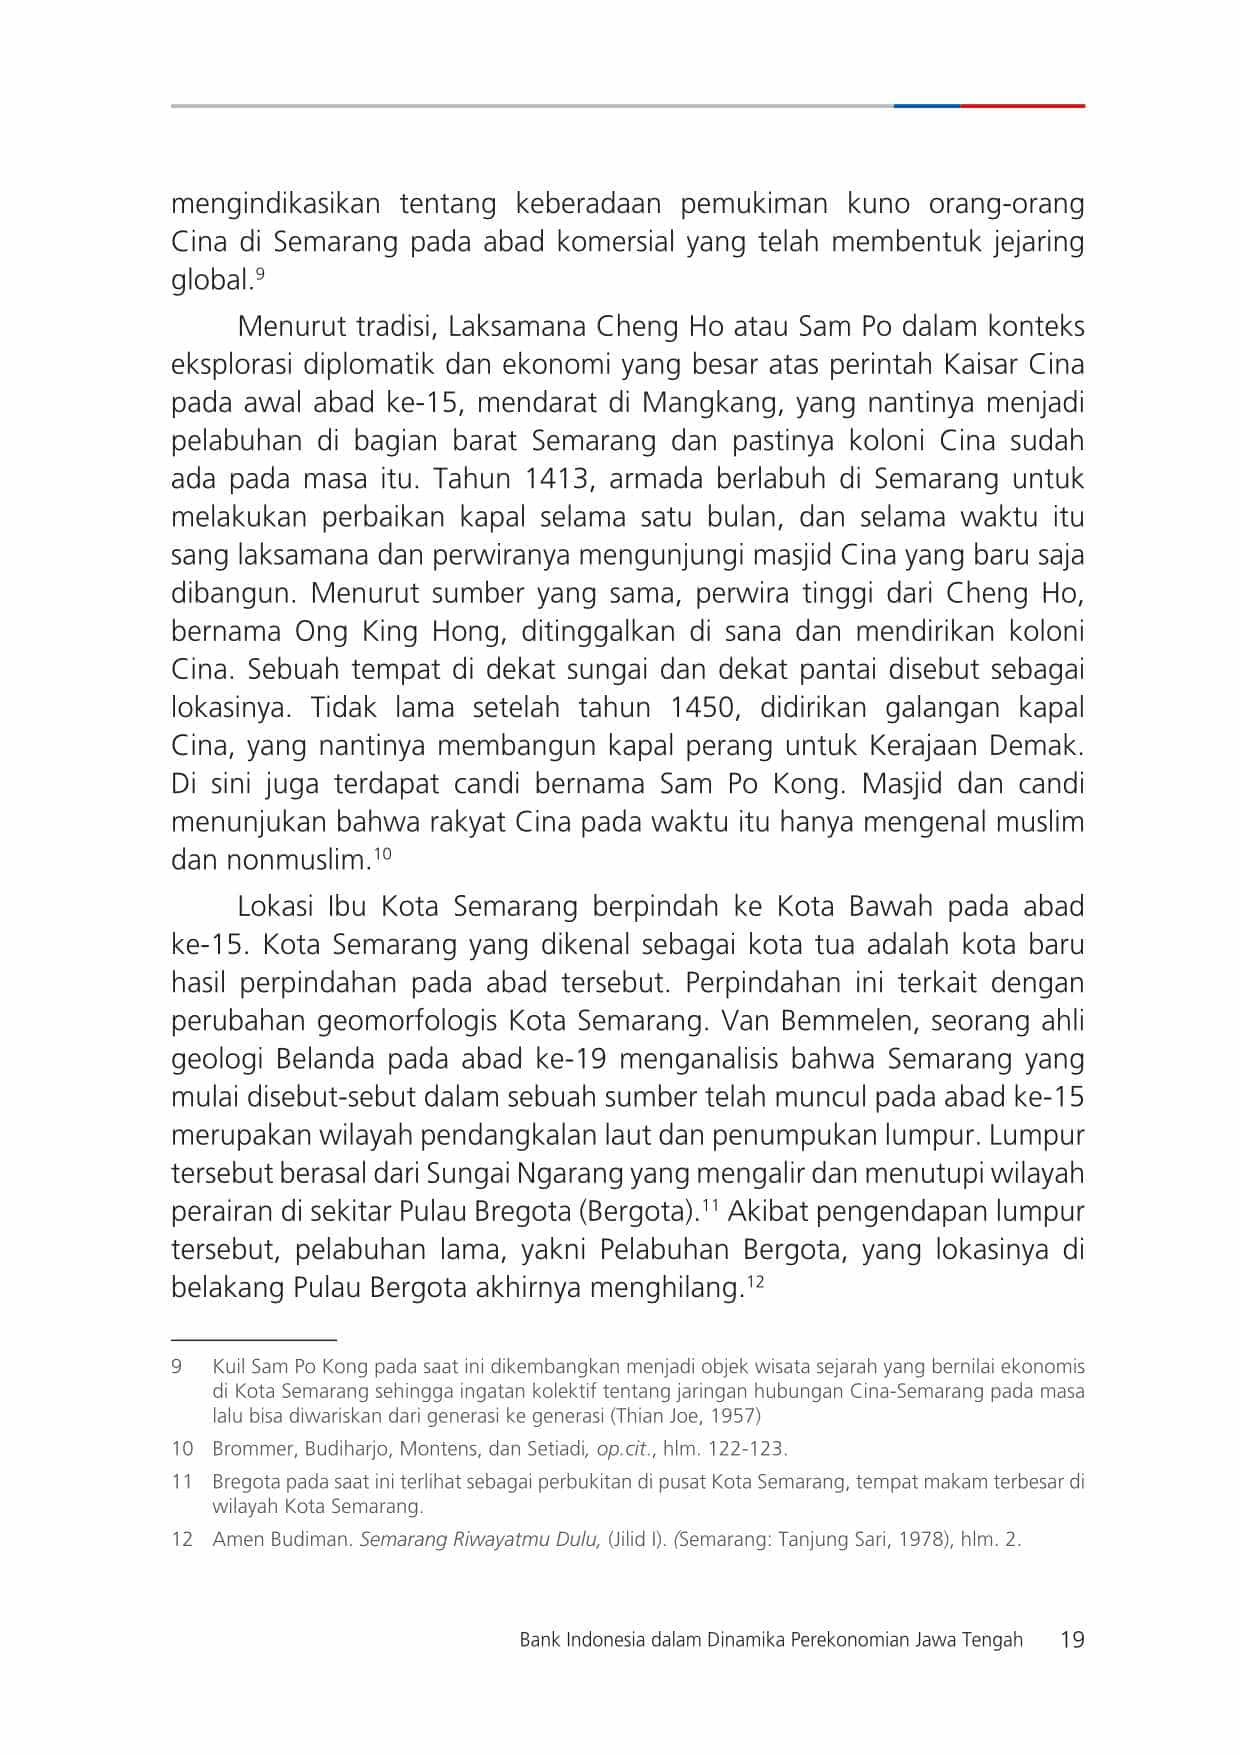 mengindikasikan tentang keberadaan pemukiman kuno orang-orang
Cina di Semarang pada abad komersial yang telah membentuk jejaring
global.⁹
Menurut tradisi, Laksamana Cheng Ho atau Sam Po dalam konteks
eksplorasi diplomatik dan ekonomi yang besar atas perintah Kaisar Cina
pada awal abad ke-15, mendarat di Mangkang, yang nantinya menjadi
pelabuhan di bagian barat Semarang dan pastinya koloni Cina sudah
ada pada masa itu. Tahun 1413, armada berlabuh di Semarang untuk
melakukan perbaikan kapal selama satu bulan, dan selama waktu itu
sang laksamana dan perwiranya mengunjungi masjid Cina yang baru saja
dibangun. Menurut sumber yang sama, perwira tinggi dari Cheng Ho,
bernama Ong King Hong, ditinggalkan di sana dan mendirikan koloni
Cina. Sebuah tempat di dekat sungai dan dekat pantai disebut sebagai
lokasinya. Tidak lama setelah tahun 1450, didirikan galangan kapal
Cina, yang nantinya membangun kapal perang untuk Kerajaan Demak.
Di sini juga terdapat candi bernama Sam Po Kong. Masjid dan candi
menunjukan bahwa rakyat Cina pada waktu itu hanya mengenal muslim
dan nonmuslim.¹⁰
Lokasi Ibu Kota Semarang berpindah ke Kota Bawah pada abad
ke-15. Kota Semarang yang dikenal sebagai kota tua adalah kota baru
hasil perpindahan pada abad tersebut. Perpindahan ini terkait dengan
perubahan geomorfologis Kota Semarang. Van Bemmelen, seorang ahli
geologi Belanda pada abad ke-19 menganalisis bahwa Semarang yang
mulai disebut-sebut dalam sebuah sumber telah muncul pada abad ke-15
merupakan wilayah pendangkalan laut dan penumpukan lumpur. Lumpur
tersebut berasal dari Sungai Ngarang yang mengalir dan menutupi wilayah
perairan di sekitar Pulau Bregota (Bergota).¹¹ Akibat pengendapan lumpur
tersebut, pelabuhan lama, yakni Pelabuhan Bergota, yang lokasinya di
belakang Pulau Bergota akhirnya menghilang.¹²
9 Kuil Sam Po Kong pada saat ini dikembangkan menjadi objek wisata sejarah yang bernilai ekonomis
di Kota Semarang sehingga ingatan kolektif tentang jaringan hubungan Cina-Semarang pada masa
lalu bisa diwariskan dari generasi ke generasi (Thian Joe, 1957)
10 Brommer, Budiharjo, Montens, dan Setiadi, op.cit., hlm. 122-123.
11 Bregota pada saat ini terlihat sebagai perbukitan di pusat Kota Semarang, tempat makam terbesar di
wilayah Kota Semarang.
12 Amen Budiman. Semarang Riwayatmu Dulu, (Jilid I). (Semarang: Tanjung Sari, 1978), hlm. 2.
Bank Indonesia dalam Dinamika Perekonomian Jawa Tengah 19